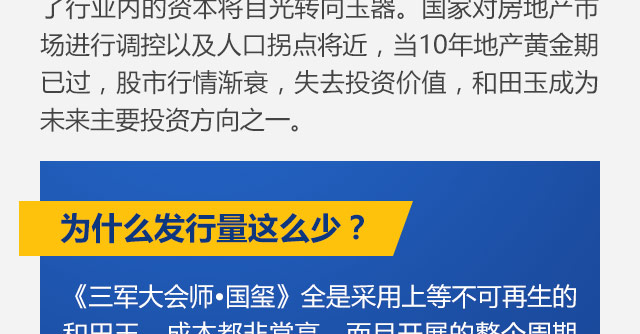 了行业内的资本将目光转向玉器。国家对房地产市
场进行调控以及人口拐点将近，当10年地产黄金期
已过，股市行情渐衰，失去投资价值，和田玉成为
未来主要投资方向之一。
为什么发行量这么少？
《三军大会师•国玺》全是采用上等不可再生的
和田玉，成本都非常高，而且开展的整个周期